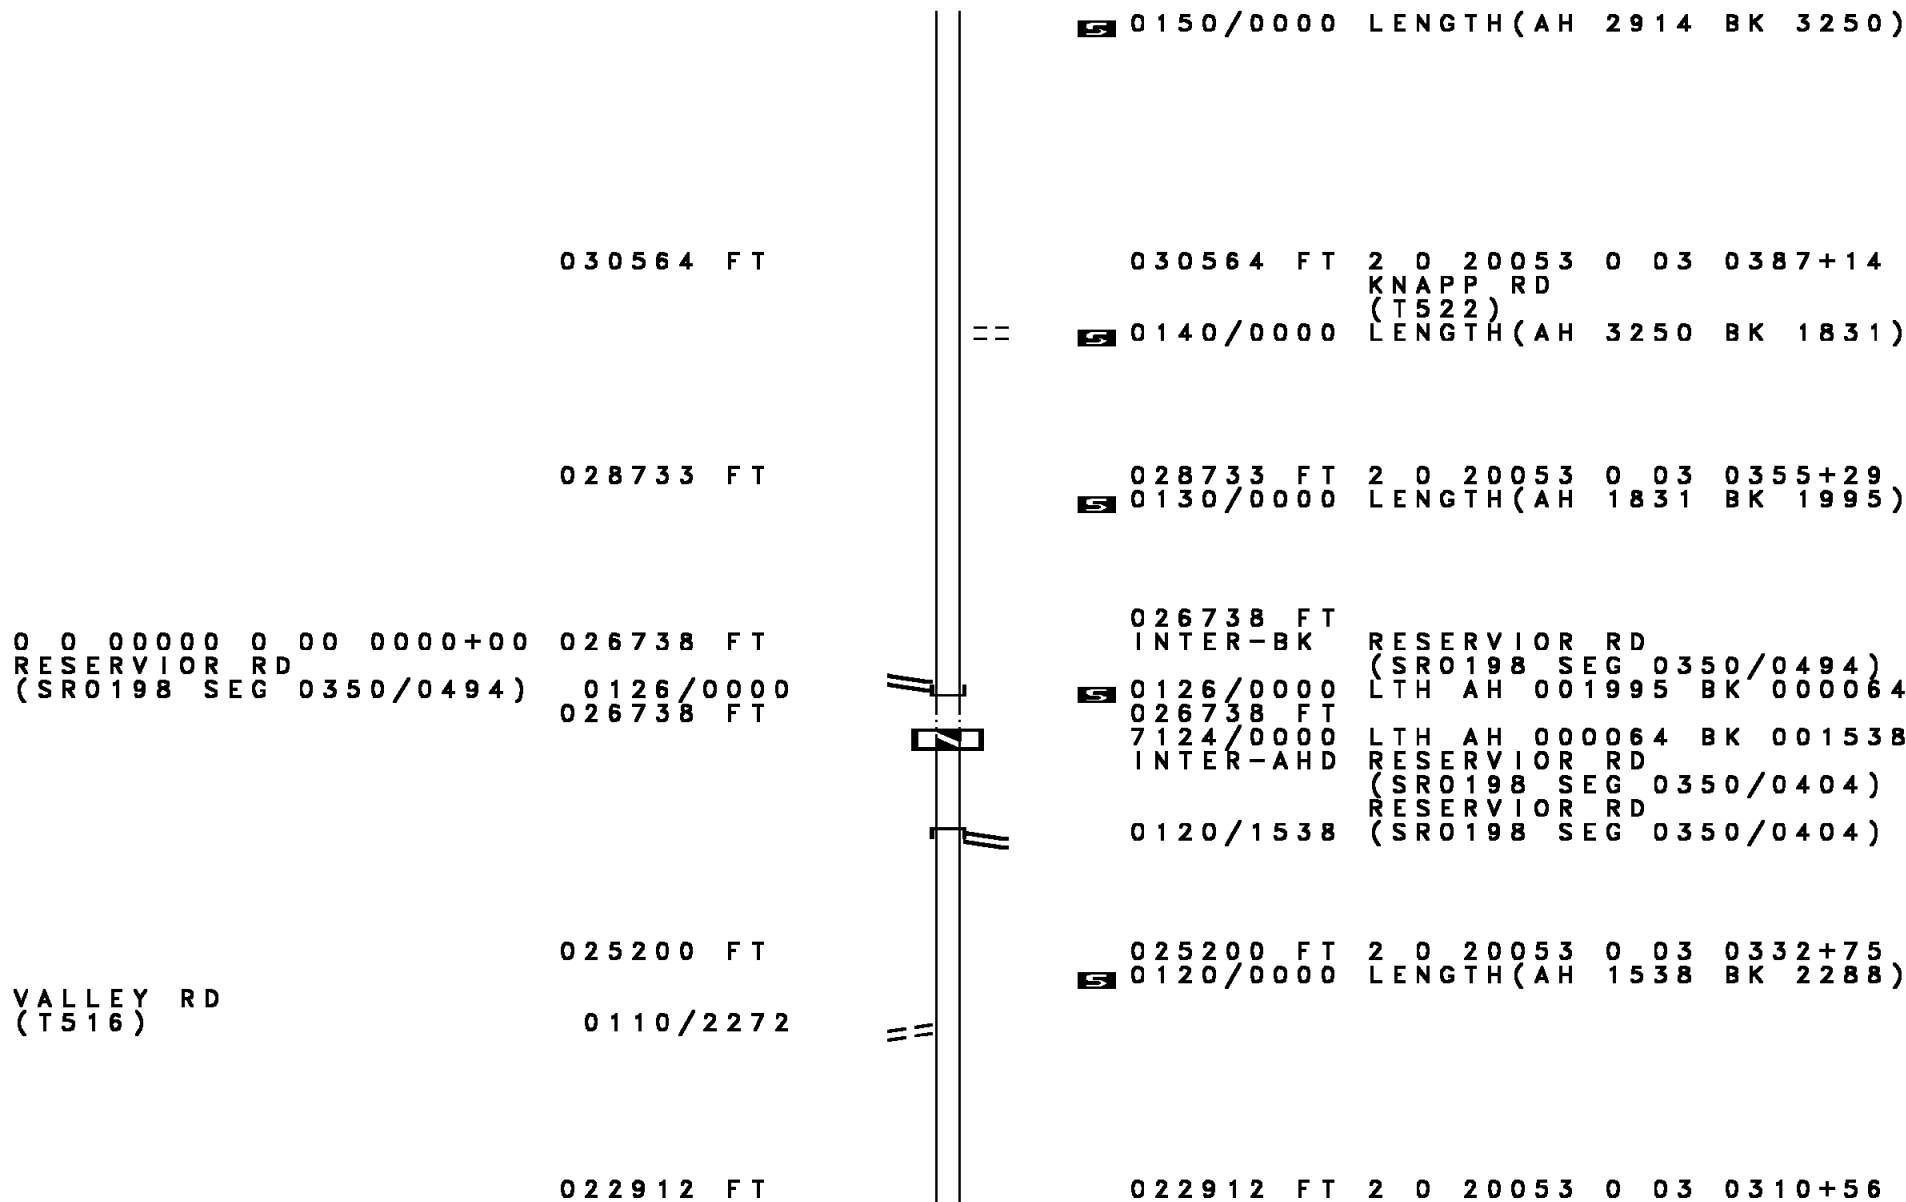 0150/0000 LENGTH(AH 2914 BK 3250)
030564 FT 030564 FT 2 0 20053 0 03 0387+14
KNAPP RD
(T522)
0140/0000 LENGTH(AH 3250 BK 1831)
028733 FT 028733 FT 2 0 20053 0 03 0355+29
0130/0000 LENGTH(AH 1831 BK 1995)
026738 FT
0 0 00000 0 00 0000+00 026738 FT INTER-BK RESERVIOR RD
RESERVIOR RD (SR0198 SEG 0350/0494)
(SR0198 SEG 0350/0494) 0126/0000 0126/0000 LTH AH 001995 BK 000064
026738 FT 026738 FT
7124/0000 LTH AH 000064 BK 001538
INTER-AHD RESERVIOR RD
(SR0198 SEG 0350/0404)
RESERVIOR RD
0120/1538 (SR0198 SEG 0350/0404)
025200 FT 025200 FT 2 0 20053 0 03 0332+75
0120/0000 LENGTH(AH 1538 BK 2288)
VALLEY RD
(T516) 0110/2272
022912 FT 022912 FT 2 0 20053 0 03 0310+56